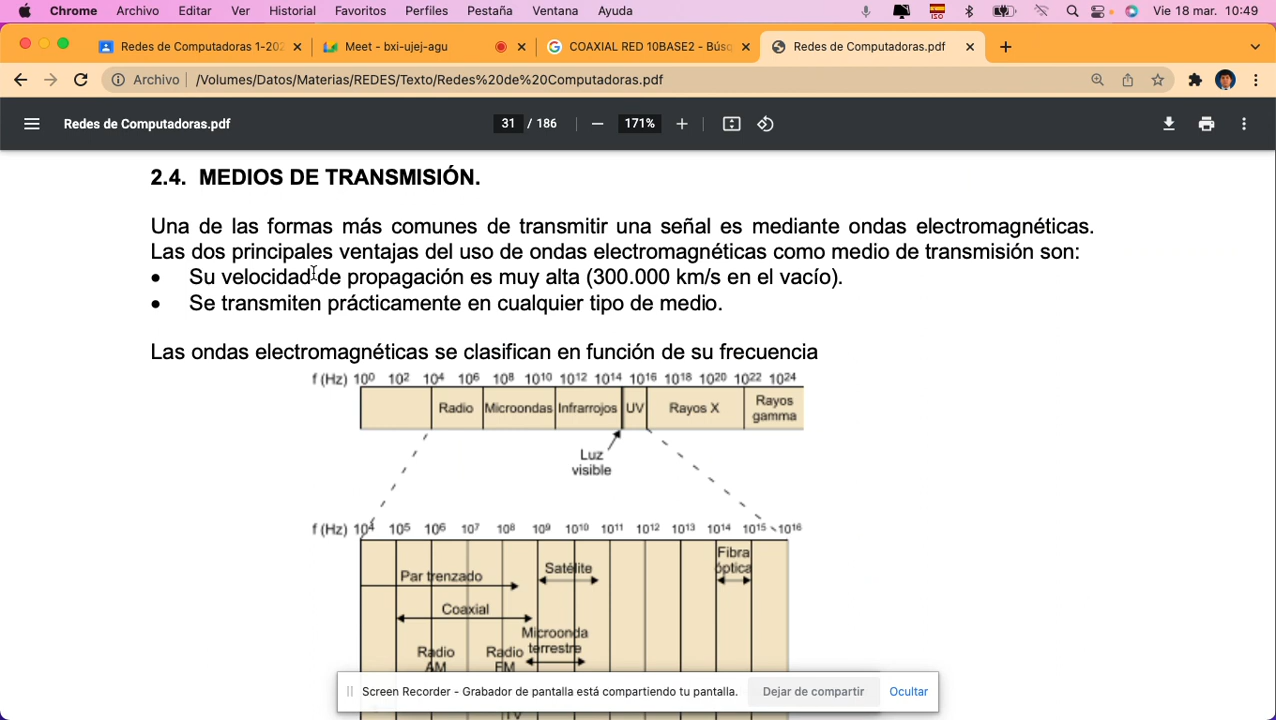 Chrome Archivo Editar Ver Historial Favoritos Perfiles Pestaña Ventana Ayuda ISO Vie 18 mar. 10:49
Redes de Computadoras 1-202 Meet - bxi-ujej-agu COAXIAL RED 10BASE2 - Búsq Redes de Computadoras.pdf
Archivo /Volumes/Datos/Materias/REDES/Texto/Redes%20de%20Computadoras.pdf
Redes de Computadoras.pdf 31 / 186 171%
2.4. MEDIOS DE TRANSMISIÓN.
Una de las formas más comunes de transmitir una señal es mediante ondas electromagnéticas.
Las dos principales ventajas del uso de ondas electromagnéticas como medio de transmisión son:
• Su velocidad de propagación es muy alta (300.000 km/s en el vacío).
• Se transmiten prácticamente en cualquier tipo de medio.
Las ondas electromagnéticas se clasifican en función de su frecuencia
f (Hz) 10⁰ 10² 10⁴ 10⁶ 10⁸ 10¹⁰ 10¹² 10¹⁴ 10¹⁶ 10¹⁸ 10²⁰ 10²² 10²⁴
Radio Microondas Infrarrojos UV Rayos X Rayos
gamma
Luz
visible
f (Hz) 10⁴ 10⁵ 10⁶ 10⁷ 10⁸ 10⁹ 10¹⁰ 10¹¹ 10¹² 10¹³ 10¹⁴ 10¹⁵ 10¹⁶
Fibra
óptica
Par trenzado Satélite
Coaxial
Microonda
terrestre
Radio
AM
Radio
FM
TV
Screen Recorder - Grabador de pantalla está compartiendo tu pantalla. Dejar de compartir Ocultar